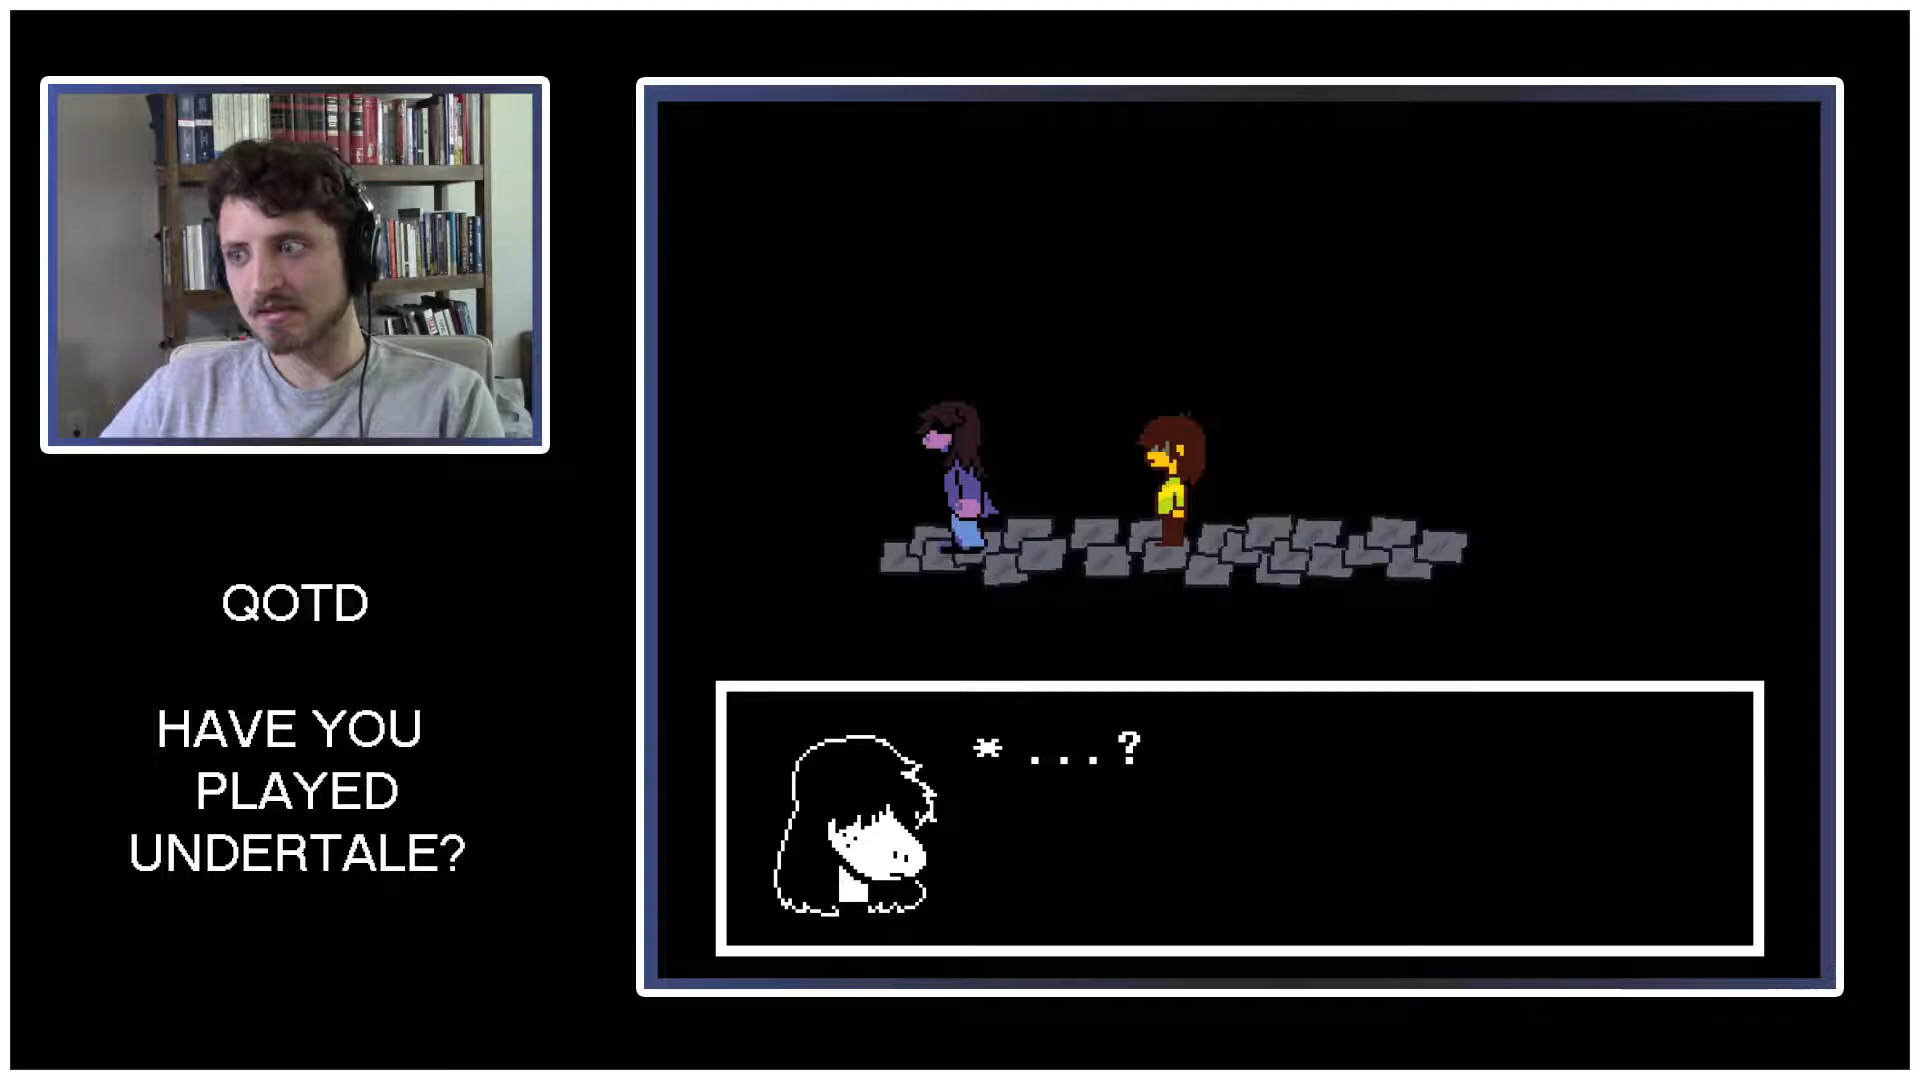 QOTD
HAVE YOU
PLAYED
UNDERTALE?
* ...?